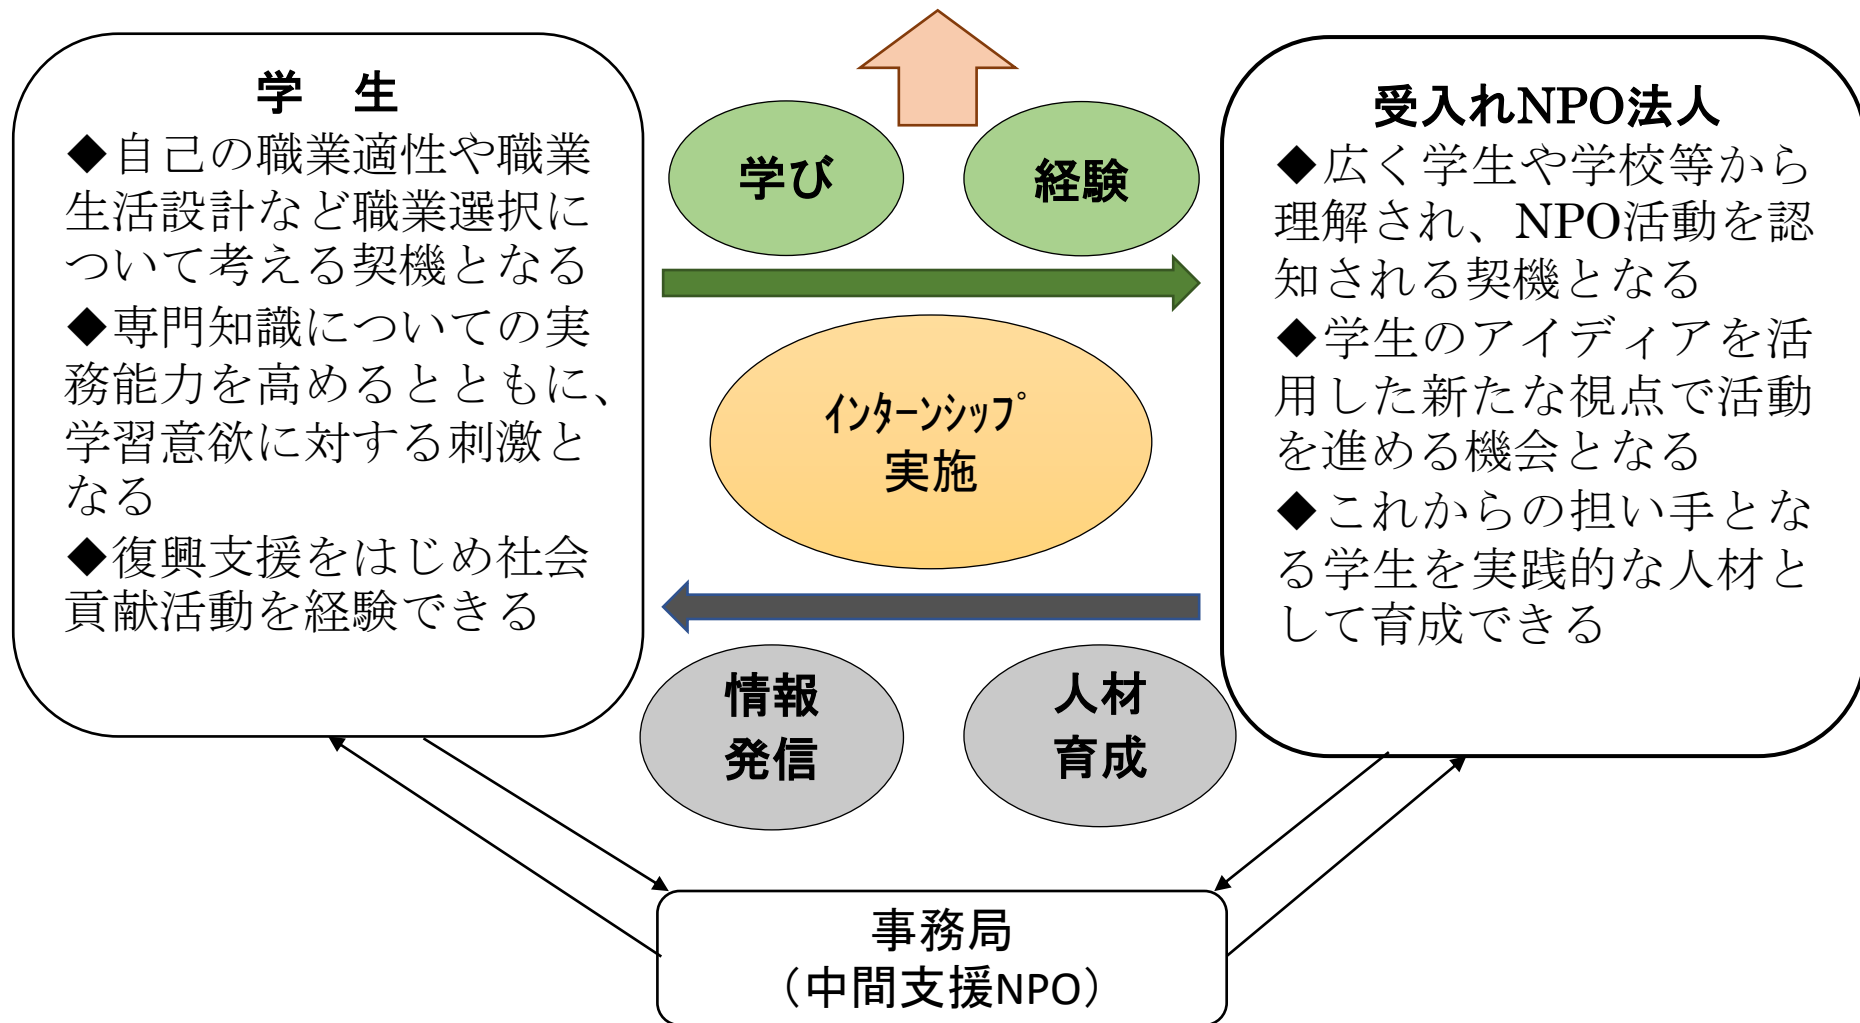 学　生
◆自己の職業適性や職業
生活設計など職業選択に
ついて考える契機となる
◆専門知識についての実
務能力を高めるとともに、
学習意欲に対する刺激と
なる
◆復興支援をはじめ社会
貢献活動を経験できる
学び
経験
インターンシップ
実施
情報
発信
人材
育成
受入れNPO法人
◆広く学生や学校等から
理解され、NPO活動を認
知される契機となる
◆学生のアイディアを活
用した新たな視点で活動
を進める機会となる
◆これからの担い手とな
る学生を実践的な人材と
して育成できる
事務局
（中間支援NPO）